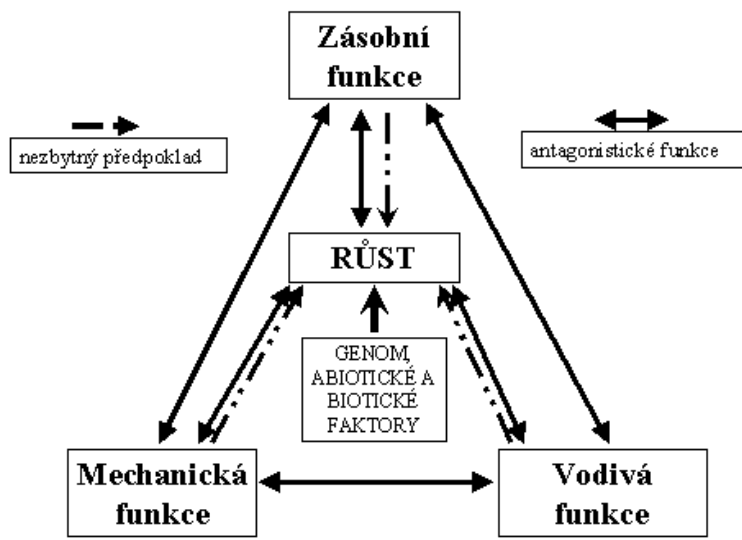 Zásobní
funkce
nezbytný předpoklad
antagonistické funkce
RŮST
GENOM,
ABIOTICKÉ A
BIOTICKÉ
FAKTORY
Mechanická
funkce
Vodivá
funkce